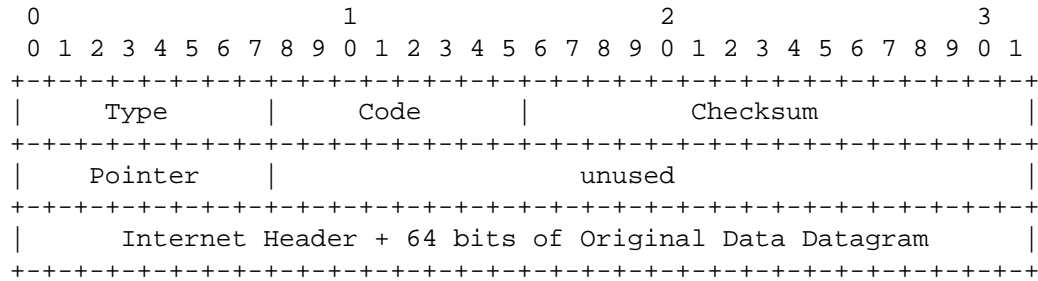 0                   1                   2                   3
 0 1 2 3 4 5 6 7 8 9 0 1 2 3 4 5 6 7 8 9 0 1 2 3 4 5 6 7 8 9 0 1
+-+-+-+-+-+-+-+-+-+-+-+-+-+-+-+-+-+-+-+-+-+-+-+-+-+-+-+-+-+-+-+-+
|     Type      |     Code      |          Checksum             |
+-+-+-+-+-+-+-+-+-+-+-+-+-+-+-+-+-+-+-+-+-+-+-+-+-+-+-+-+-+-+-+-+
|    Pointer    |                   unused                      |
+-+-+-+-+-+-+-+-+-+-+-+-+-+-+-+-+-+-+-+-+-+-+-+-+-+-+-+-+-+-+-+-+
|      Internet Header + 64 bits of Original Data Datagram      |
+-+-+-+-+-+-+-+-+-+-+-+-+-+-+-+-+-+-+-+-+-+-+-+-+-+-+-+-+-+-+-+-+